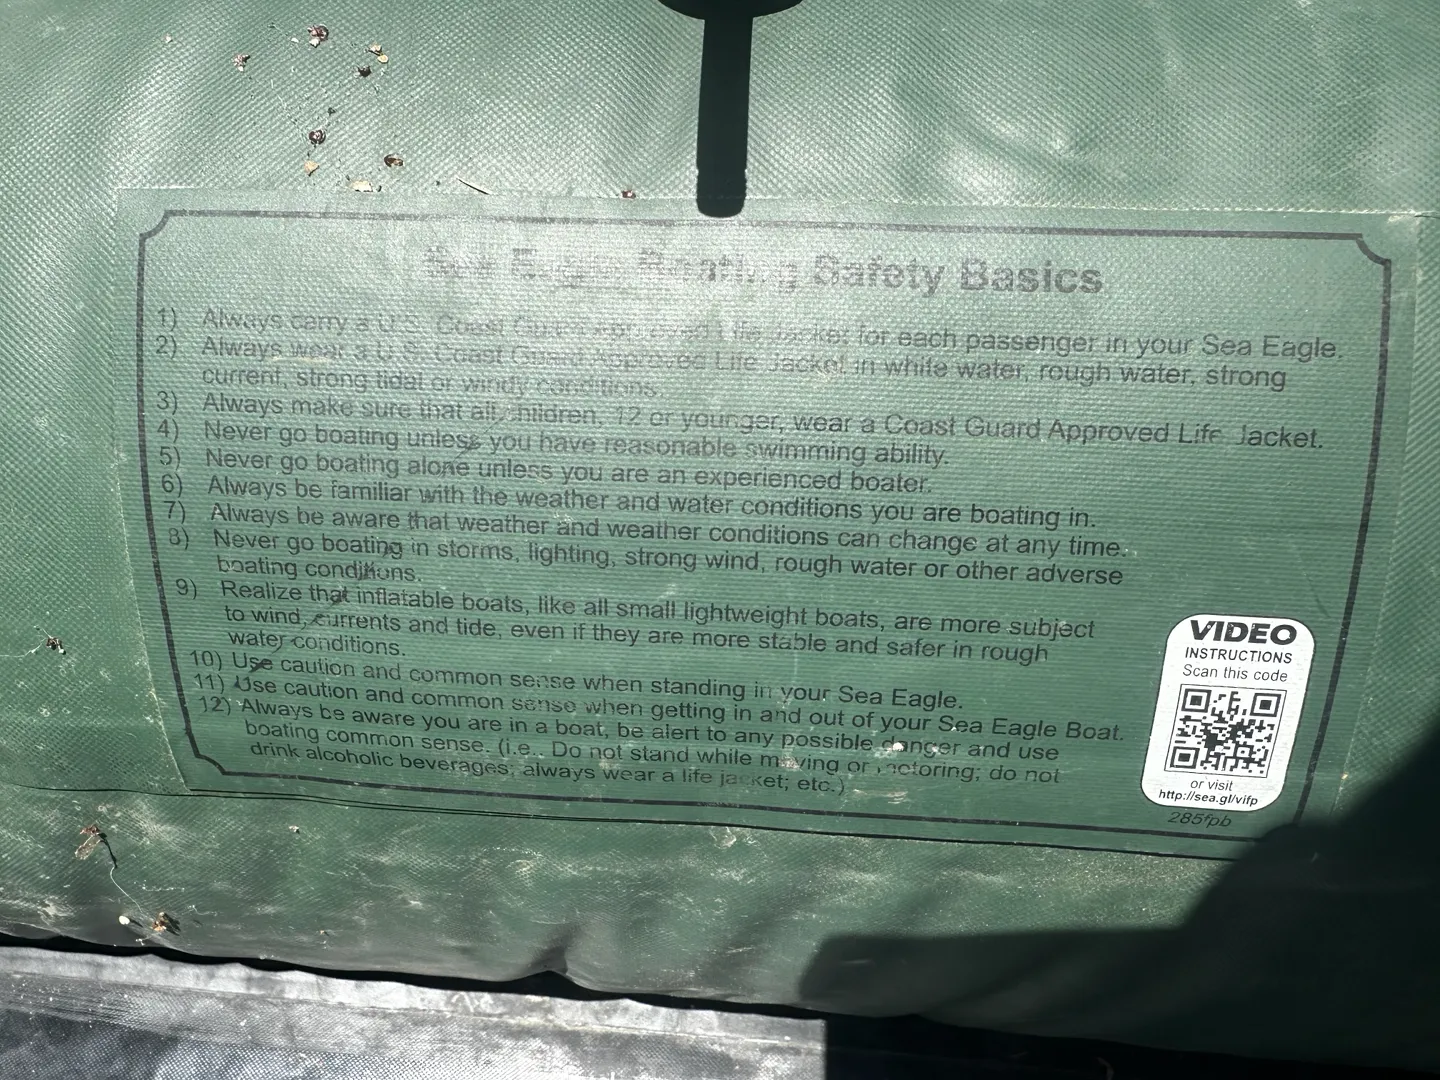 Sea Eagle Boating Safety Basics
1) Always carry a U.S. Coast Guard Approved Life Jacket for each passenger in your Sea Eagle.
2) Always wear a U.S. Coast Guard Approved Life Jacket in white water, rough water, strong
current, strong tidal or windy conditions.
3) Always make sure that all children, 12 or younger, wear a Coast Guard Approved Life Jacket.
4) Never go boating unless you have reasonable swimming ability.
5) Never go boating alone unless you are an experienced boater.
6) Always be familiar with the weather and water conditions you are boating in.
7) Always be aware that weather and weather conditions can change at any time.
8) Never go boating in storms, lighting, strong wind, rough water or other adverse
boating conditions.
9) Realize that inflatable boats, like all small lightweight boats, are more subject
to wind, currents and tide, even if they are more stable and safer in rough
water conditions.
10) Use caution and common sense when standing in your Sea Eagle.
11) Use caution and common sense when getting in and out of your Sea Eagle Boat.
12) Always be aware you are in a boat, be alert to any possible danger and use
boating common sense. (i.e.. Do not stand while moving or motoring; do not
drink alcoholic beverages; always wear a life jacket; etc.)
VIDEO
INSTRUCTIONS
Scan this code
or visit
http://sea.gl/vifp
285fpb